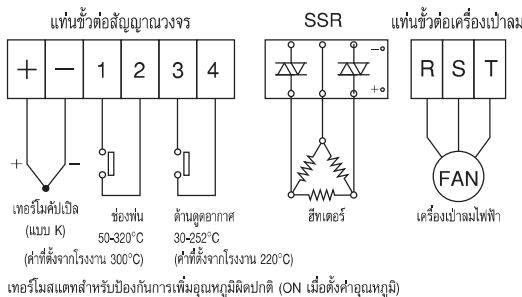 แท่นขั้วต่อสัญญาณวงจร
SSR
แท่นขั้วต่อเครื่องเป่าลม
+ − 1 2 3 4
−
+
R S T
+ −
FAN
เทอร์โมคัปเปิล
(แบบ K)
ช่องพ่น
50-320°C
(ค่าที่ตั้งจากโรงงาน 300°C)
ด้านดูดอากาศ
30-252°C
(ค่าที่ตั้งจากโรงงาน 220°C)
ฮีทเตอร์
เครื่องเป่าลมไฟฟ้า
เทอร์โมสแตทสำหรับป้องกันการเพิ่มอุณหภูมิผิดปกติ (ON เมื่อตั้งค่าอุณหภูมิ)